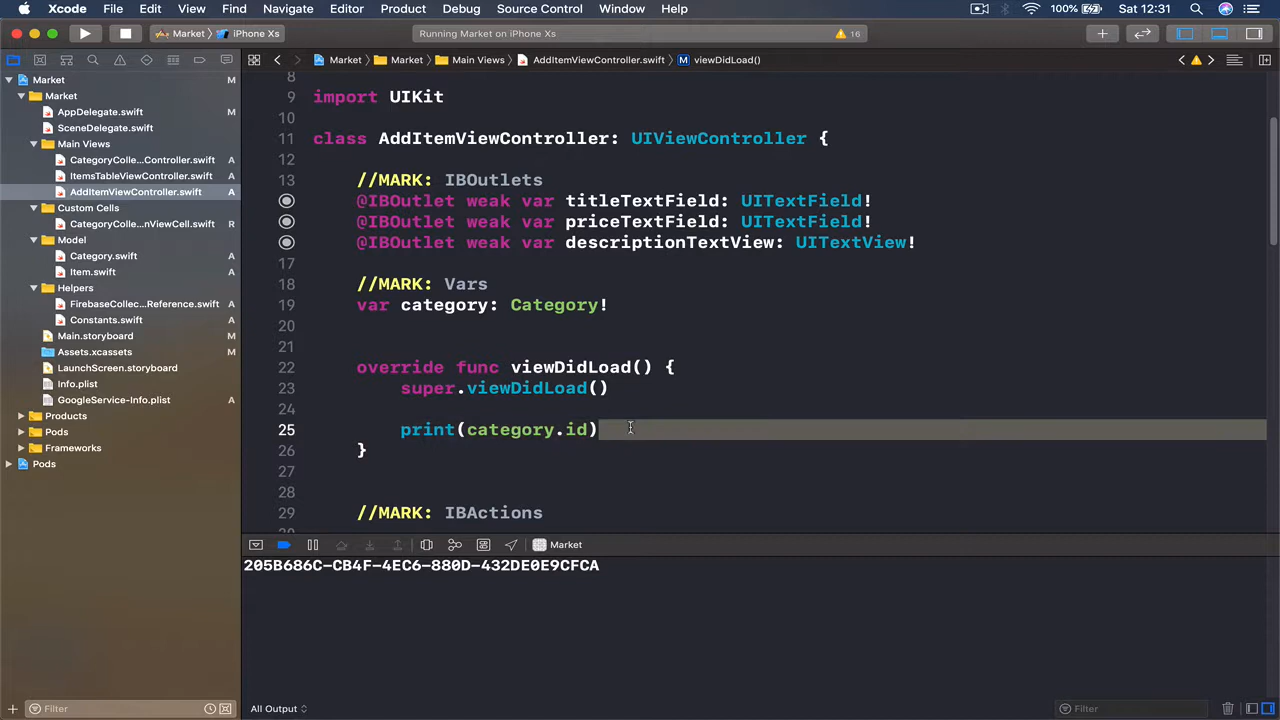 Xcode File Edit View Find Navigate Editor Product Debug Source Control Window Help 100% Sat 12:31
Market iPhone Xs Running Market on iPhone Xs 16
Market Market Main Views AddItemViewController.swift M viewDidLoad()
Market M
Market
AppDelegate.swift M
SceneDelegate.swift
Main Views
CategoryColle...Controller.swift A
ItemsTableViewController.swift A
AddItemViewController.swift A
Custom Cells
CategoryColle...nViewCell.swift R
Model
Category.swift A
Item.swift A
Helpers
FirebaseCollec...Reference.swift A
Constants.swift A
Main.storyboard M
Assets.xcassets M
LaunchScreen.storyboard
Info.plist
GoogleService-Info.plist A
Products
Pods
Frameworks
Pods
Filter
8
9 import UIKit
10
11 class AddItemViewController: UIViewController {
12
13 //MARK: IBOutlets
@IBOutlet weak var titleTextField: UITextField!
@IBOutlet weak var priceTextField: UITextField!
@IBOutlet weak var descriptionTextView: UITextView!
17
18 //MARK: Vars
19 var category: Category!
20
21
22 override func viewDidLoad() {
23 super.viewDidLoad()
24
25 print(category.id)
26 }
27
28
29 //MARK: IBActions
Market
205B686C-CB4F-4EC6-880D-432DE0E9CFCA
All Output Filter